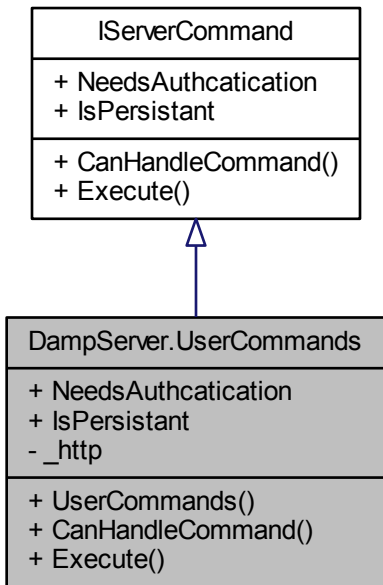 IServerCommand
+ NeedsAuthcatication
+ IsPersistant
+ CanHandleCommand()
+ Execute()
DampServer.UserCommands
+ NeedsAuthcatication
+ IsPersistant
- _http
+ UserCommands()
+ CanHandleCommand()
+ Execute()